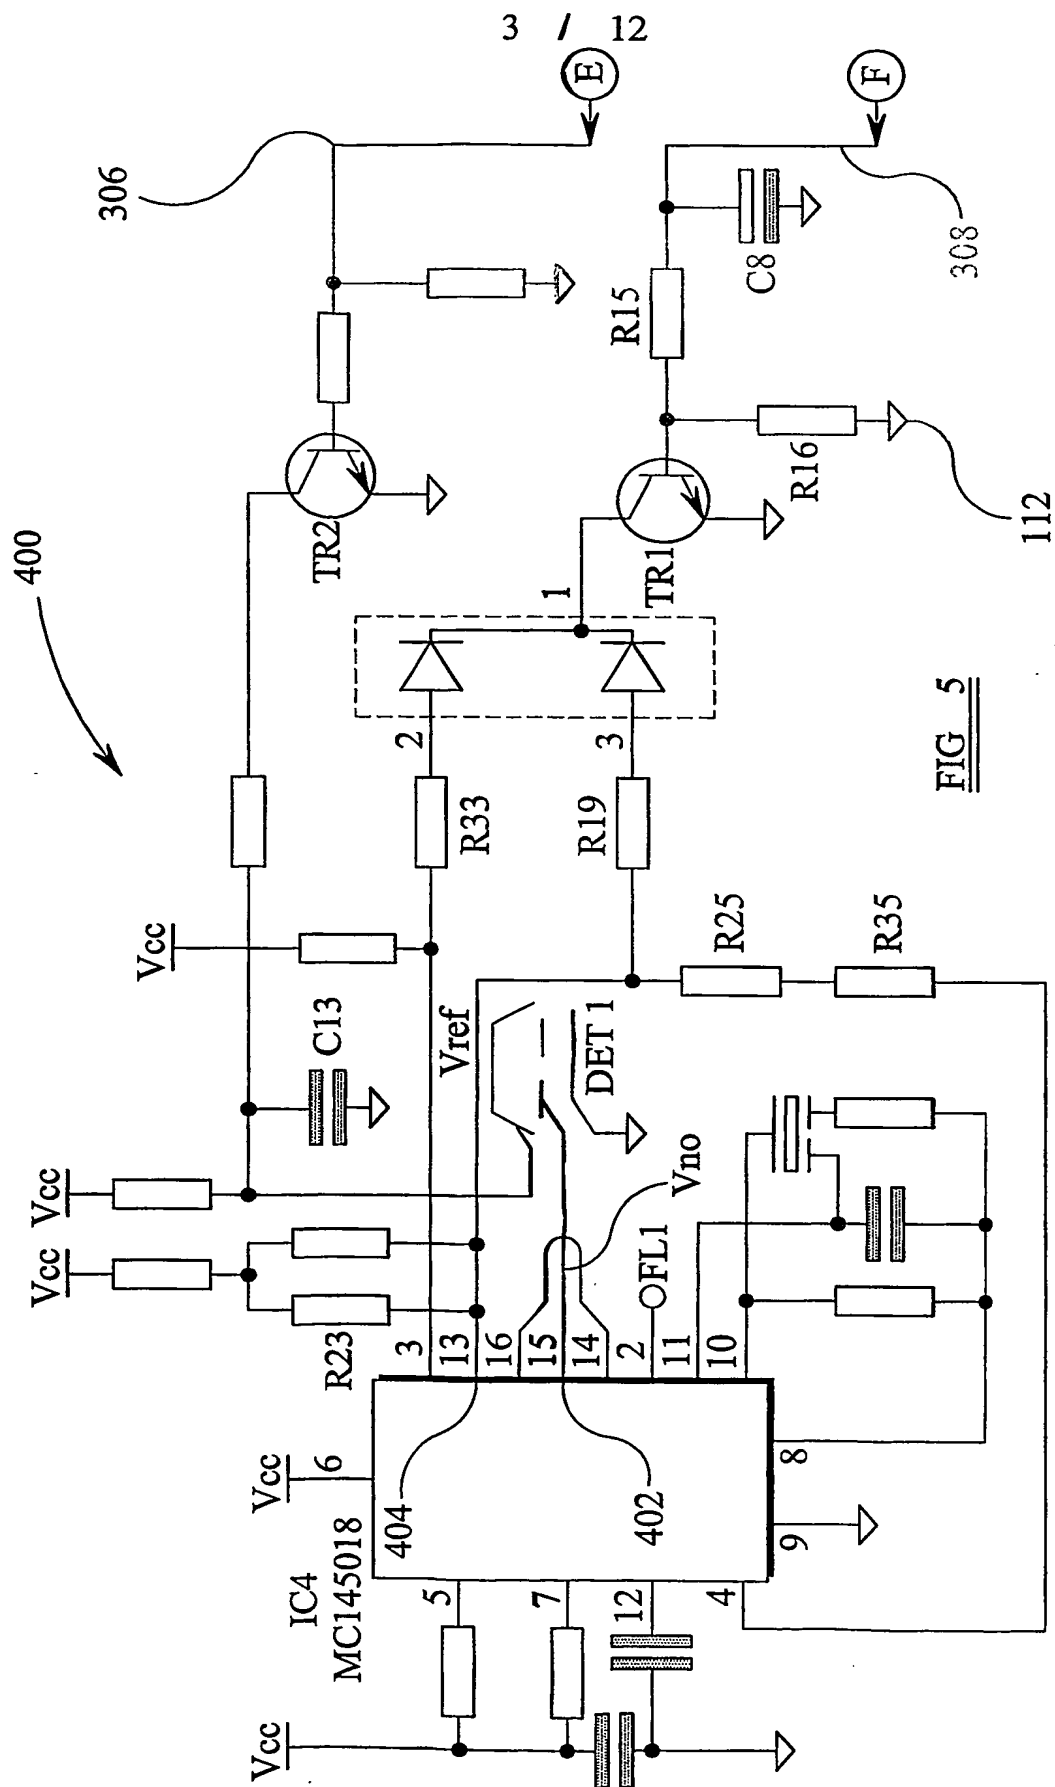 3 / 12
E
F
306
308
C8
R15
R16
112
TR2
TR1
400
1
2
3
R33
R19
FIG 5
Vcc
C13
Vref
DET 1
R25
R35
Vcc
Vcc
R23
Vno
OFL1
3
13
16
15
14
2
11
10
Vcc
6
404
402
8
9
IC4
MC145018
5
7
12
4
Vcc